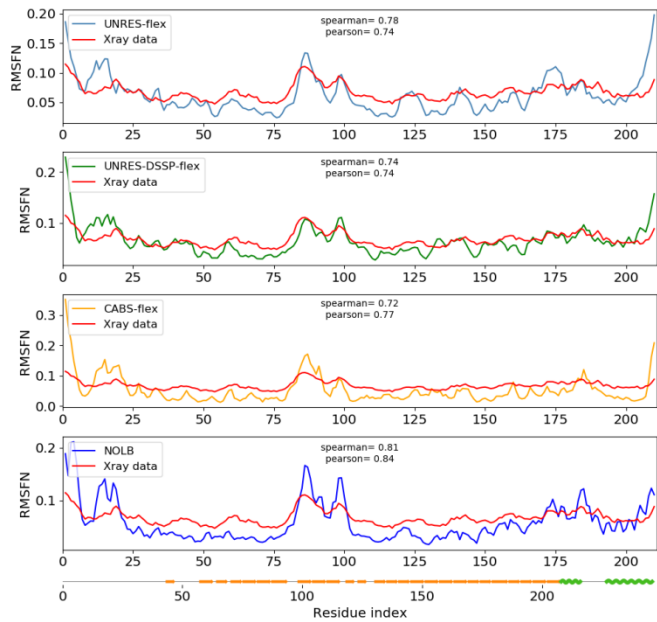 0.20
0.15
0.10
0.05
RMSFN
UNRES-flex
Xray data
spearman= 0.78
pearson= 0.74
0 25 50 75 100 125 150 175 200
0.2
0.1
RMSFN
UNRES-DSSP-flex
Xray data
spearman= 0.74
pearson= 0.74
0 25 50 75 100 125 150 175 200
0.3
0.2
0.1
0.0
RMSFN
CABS-flex
Xray data
spearman= 0.72
pearson= 0.77
0 25 50 75 100 125 150 175 200
0.2
0.1
RMSFN
NOLB
Xray data
spearman= 0.81
pearson= 0.84
0 25 50 75 100 125 150 175 200
0 50 100 150 200
Residue index